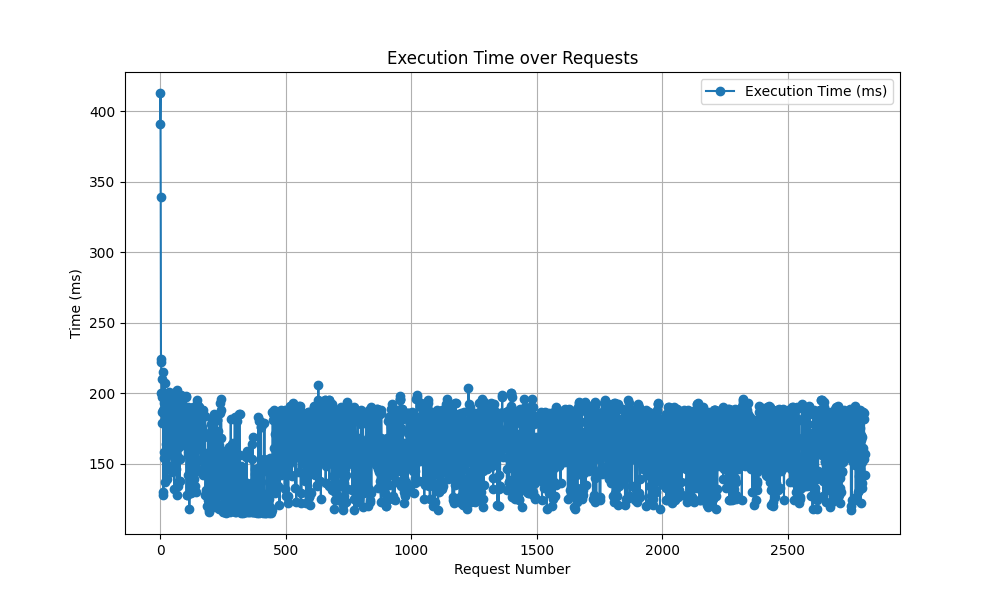 Execution Time over Requests
Execution Time (ms)
400
350
300
250
200
150
Time (ms)
0 500 1000 1500 2000 2500
Request Number